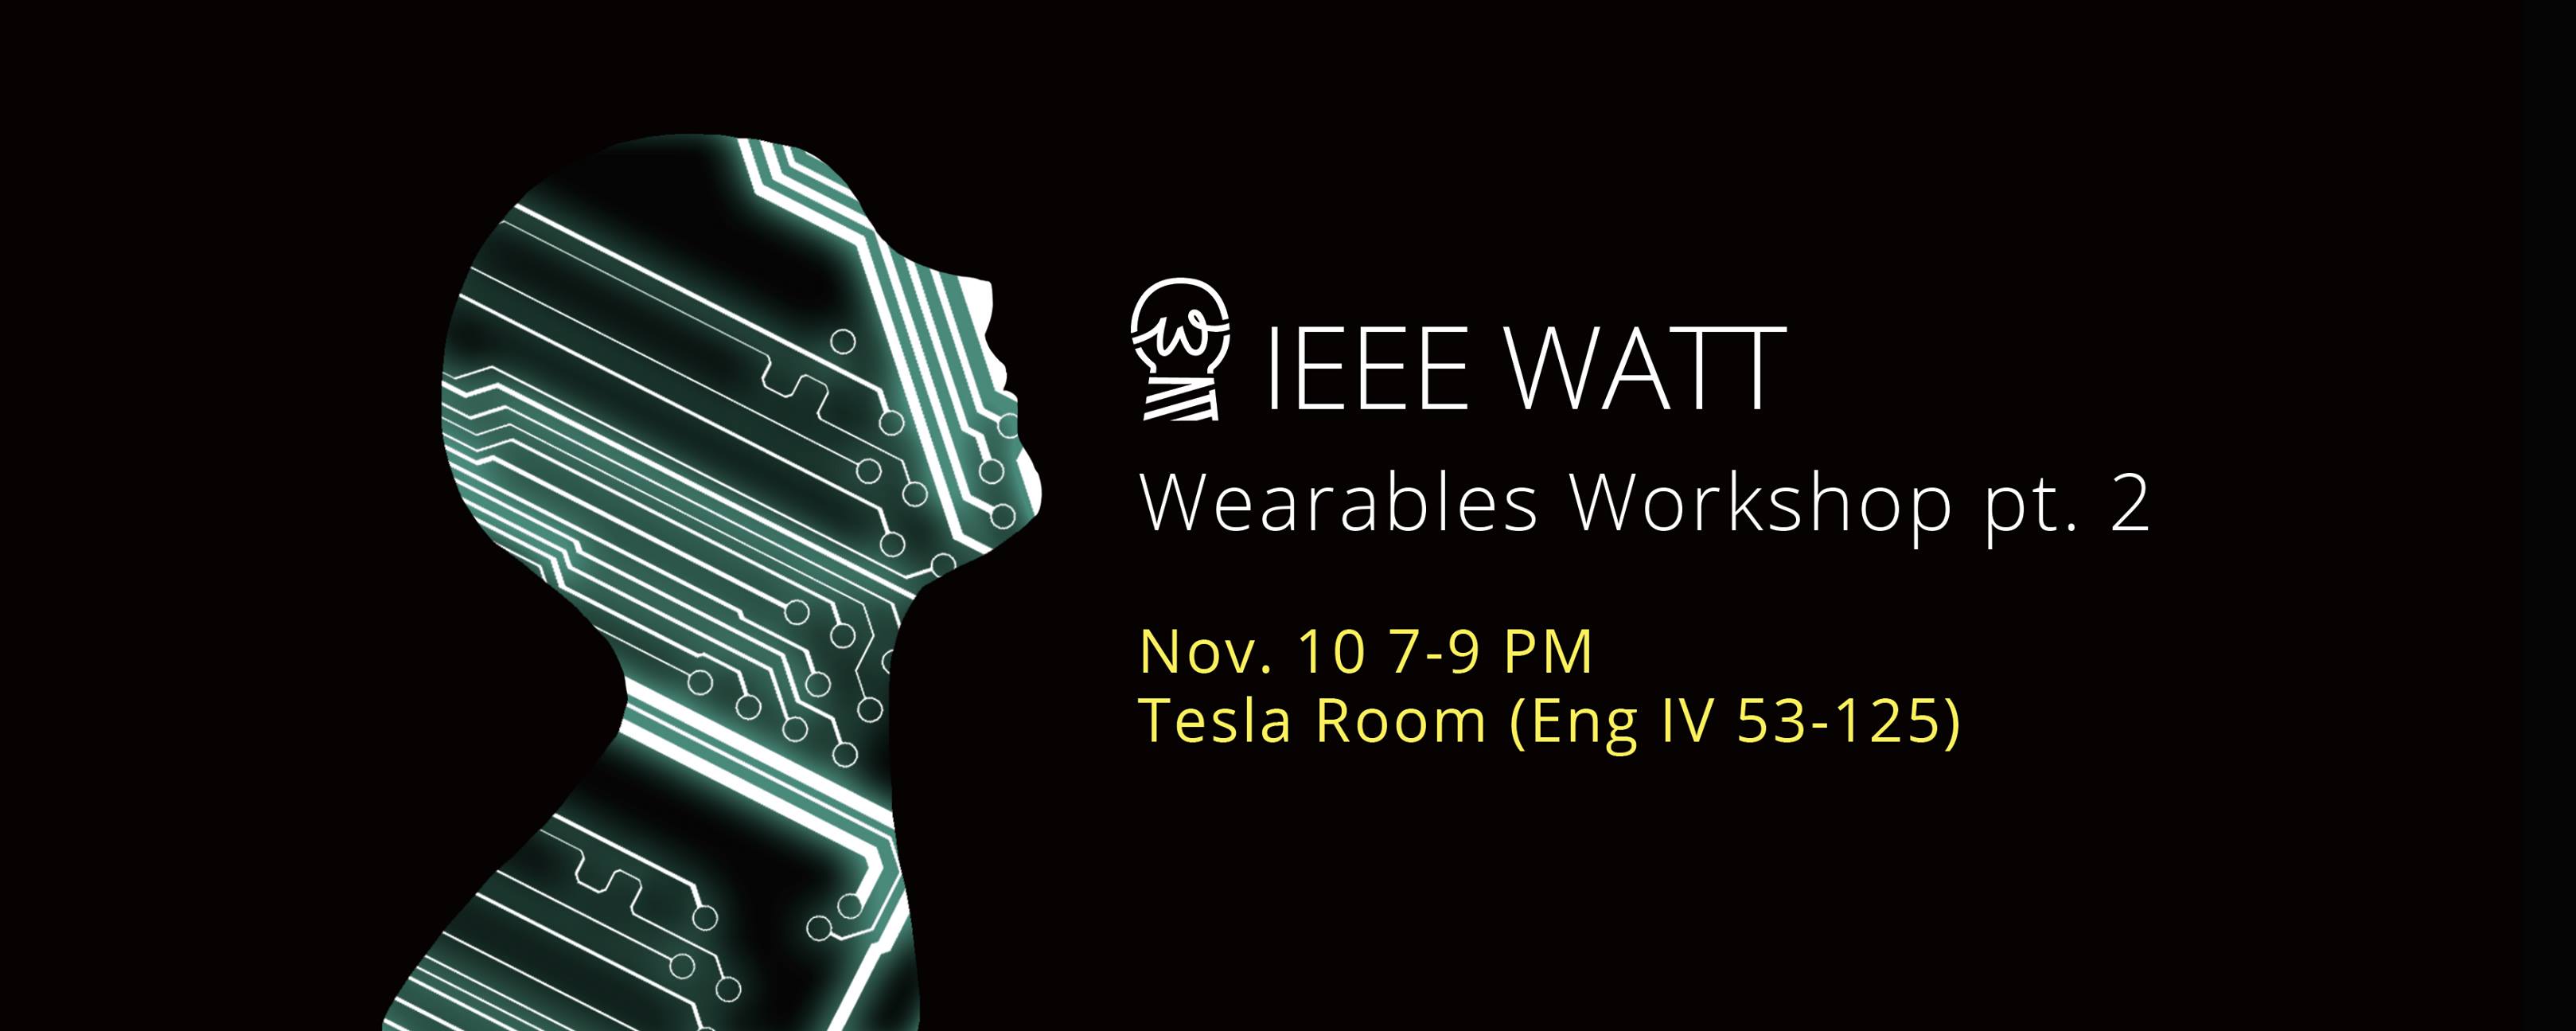 IEEE WATT
Wearables Workshop pt. 2
Nov. 10 7-9 PM
Tesla Room (Eng IV 53-125)